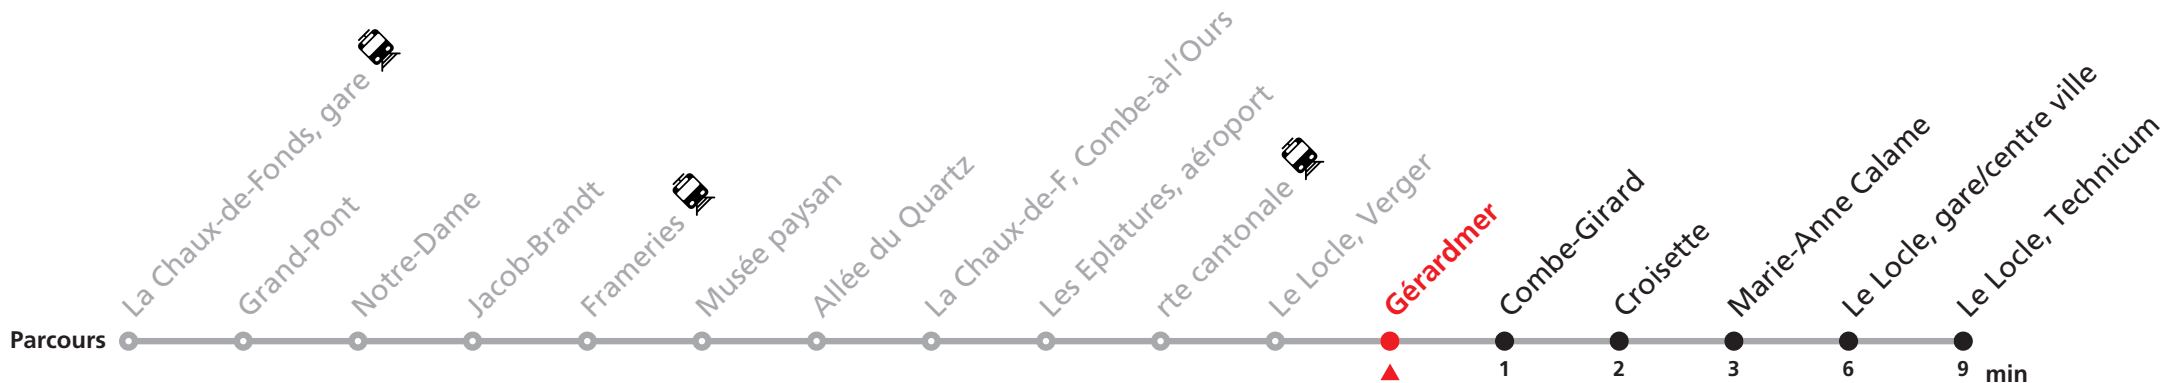 La Chaux-de-Fonds, gare
Grand-Pont
Notre-Dame
Jacob-Brandt
Frameries
Musée paysan
Allée du Quartz
La Chaux-de-F, Combe-à-l'Ours
Les Eplatures, aéroport
rte cantonale
Le Locle, Verger
Gérardmer
Combe-Girard
Croisette
Marie-Anne Calame
Le Locle, gare/centre ville
Le Locle, Technicum
Parcours
1 2 3 6 9 min